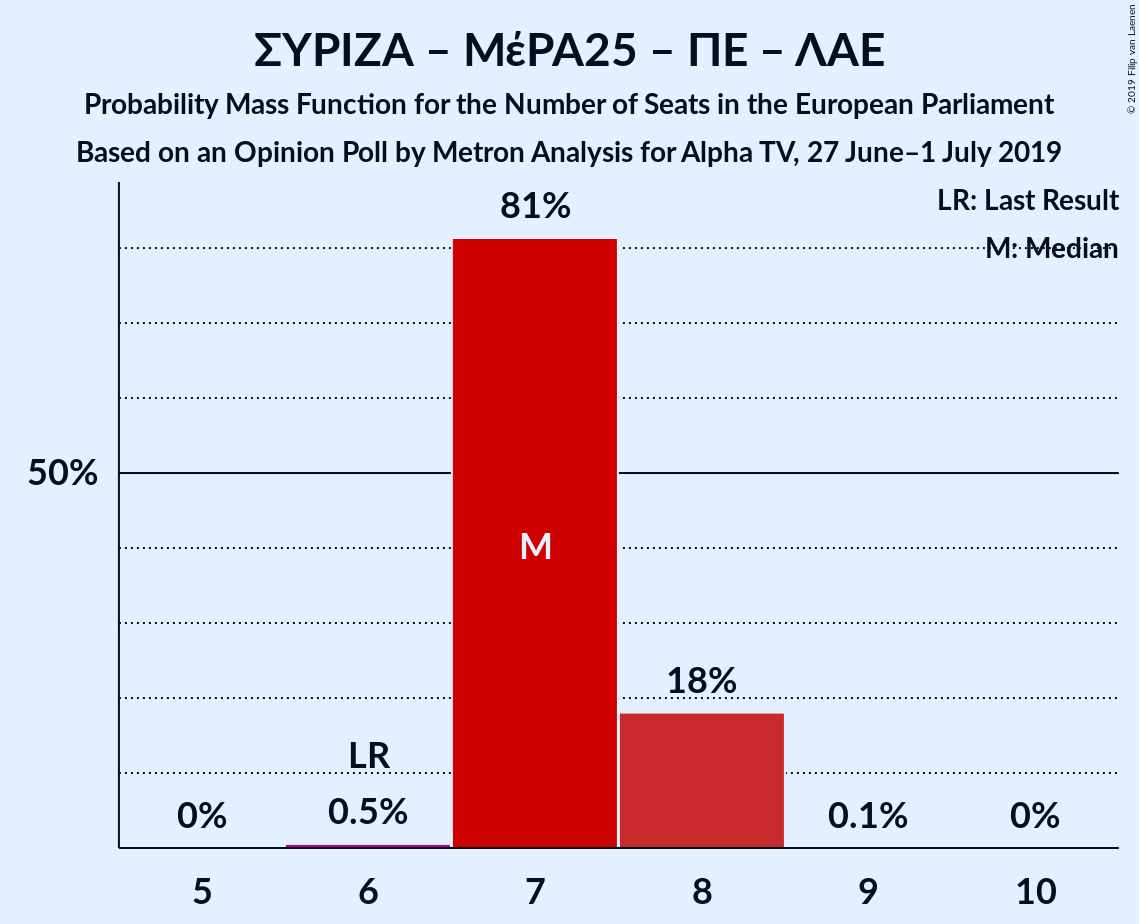 ΣΥΡΙΖΑ – ΜέΡΑ25 – ΠΕ – ΛΑΕ
Probability Mass Function for the Number of Seats in the European Parliament
Based on an Opinion Poll by Metron Analysis for Alpha TV, 27 June–1 July 2019
© 2019 Filip van Laenen
LR: Last Result
M: Median
81%
50%
M
18%
LR
0%
0.5%
0.1%
0%
5
6
7
8
9
10